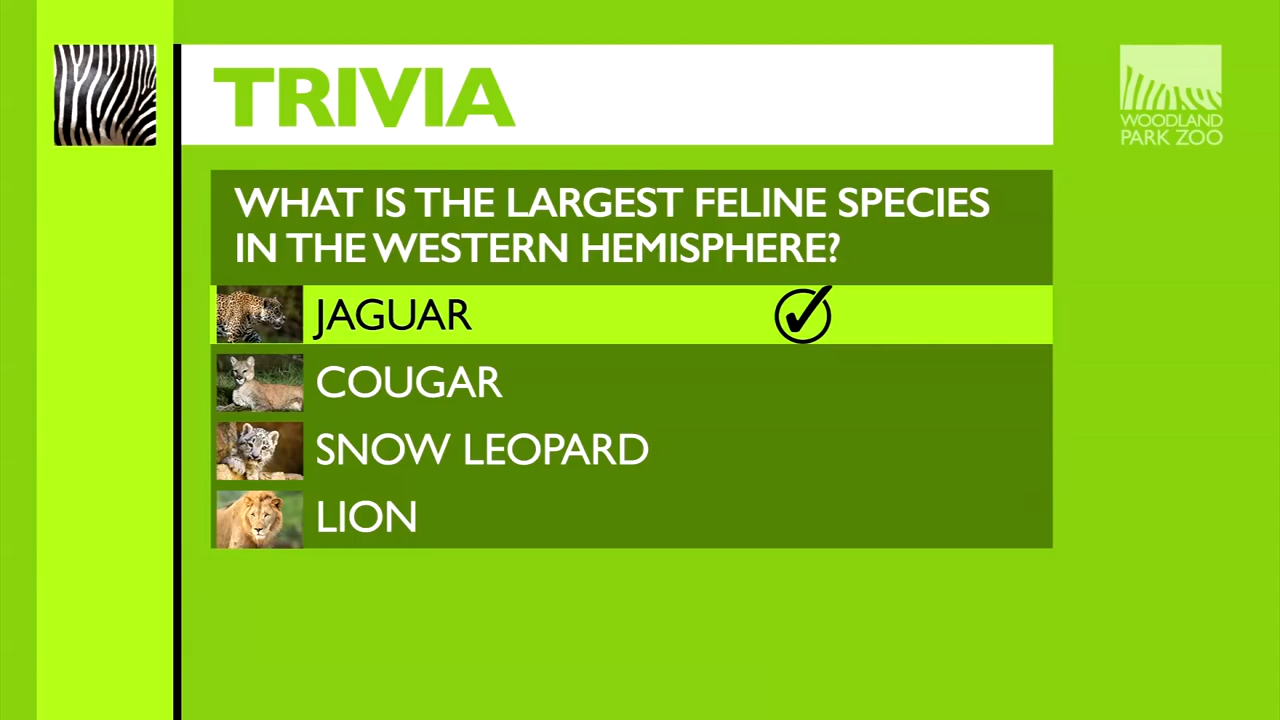 TRIVIA
WOODLAND
PARK ZOO
WHAT IS THE LARGEST FELINE SPECIES
IN THE WESTERN HEMISPHERE?
JAGUAR
COUGAR
SNOW LEOPARD
LION